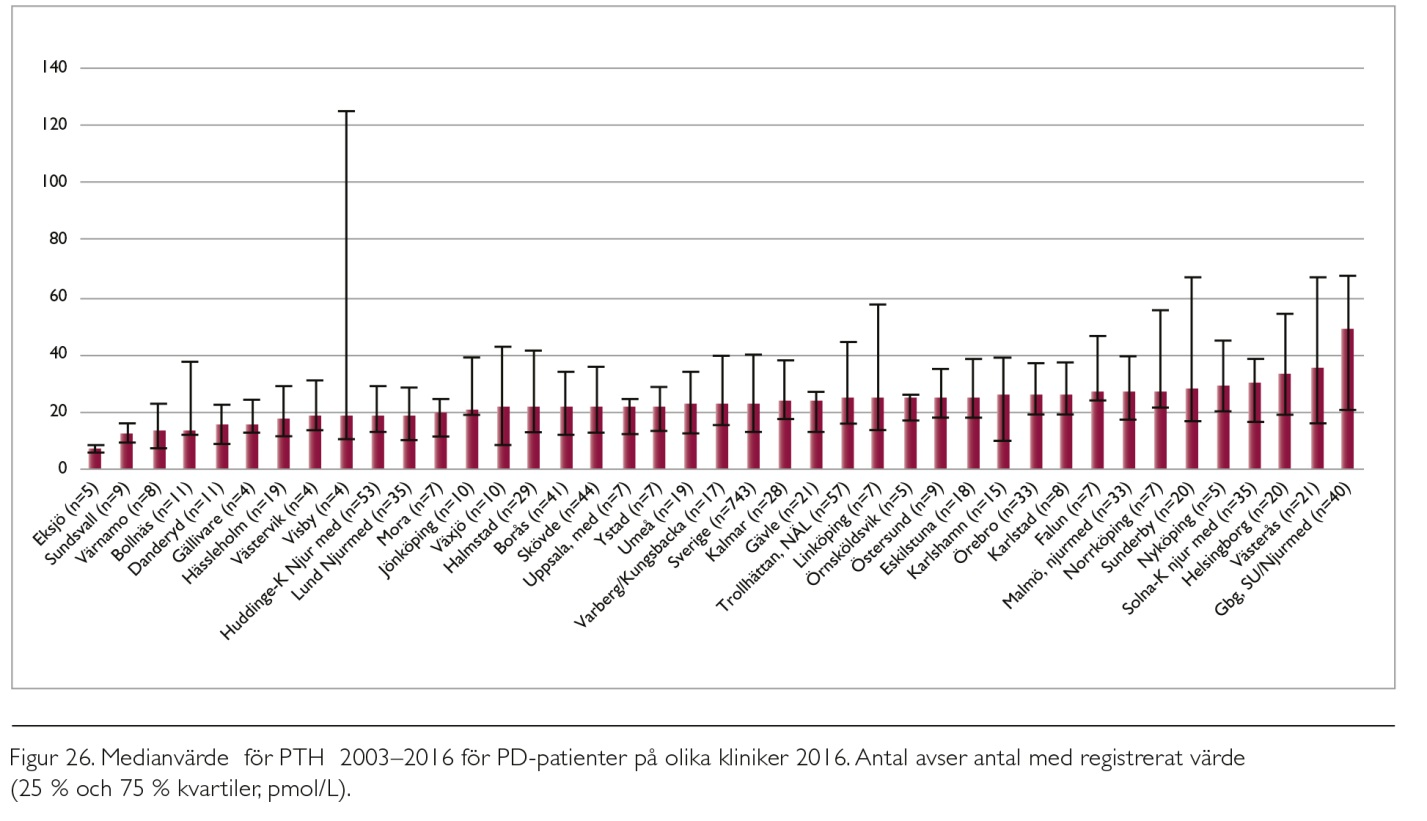 140
120
100
80
60
40
20
0
Eksjö (n=5)
Sundsvall (n=9)
Värnamo (n=8)
Bollnäs (n=11)
Danderyd (n=11)
Gällivare (n=4)
Hässleholm (n=19)
Västervik (n=4)
Visby (n=4)
Huddinge-K Njur med (n=53)
Lund Njurmed (n=35)
Mora (n=7)
Jönköping (n=10)
Växjö (n=10)
Halmstad (n=29)
Borås (n=41)
Skövde (n=44)
Uppsala, med (n=7)
Ystad (n=7)
Umeå (n=19)
Varberg/Kungsbacka (n=17)
Sverige (n=743)
Kalmar (n=28)
Gävle (n=21)
Trollhättan, NÄL (n=57)
Linköping (n=7)
Örnsköldsvik (n=5)
Östersund (n=9)
Eskilstuna (n=18)
Karlshamn (n=15)
Örebro (n=33)
Karlstad (n=8)
Falun (n=7)
Malmö, njurmed (n=33)
Norrköping (n=7)
Sunderby (n=20)
Nyköping (n=5)
Solna-K njur med (n=35)
Helsingborg (n=20)
Västerås (n=21)
Gbg, SU/Njurmed (n=40)
Figur 26. Medianvärde för PTH 2003–2016 för PD-patienter på olika kliniker 2016. Antal avser antal med registrerat värde
(25 % och 75 % kvartiler, pmol/L).